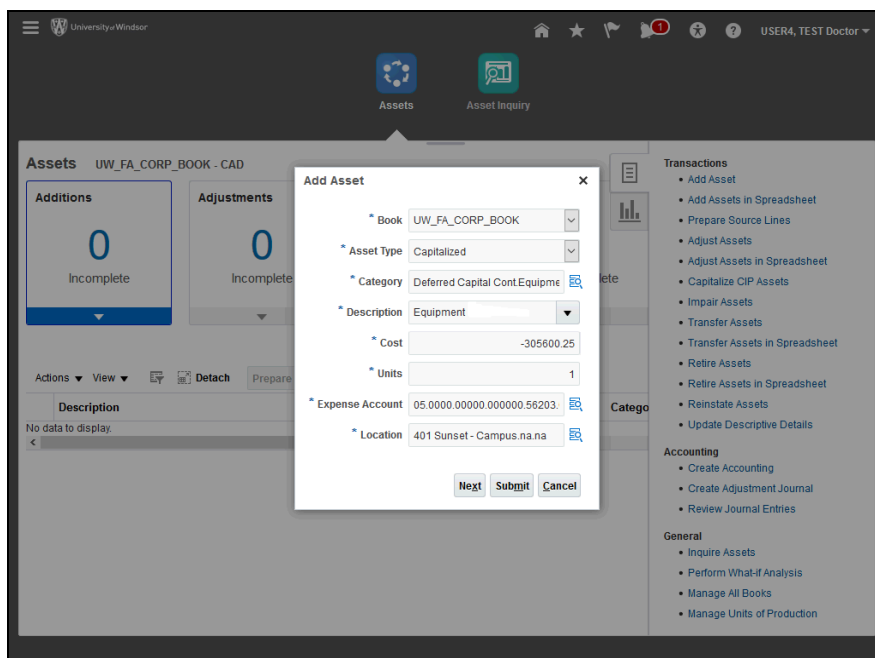 University of Windsor
1
USER4, TEST Doctor
Assets
Asset Inquiry
Assets UW_FA_CORP_BOOK - CAD
Additions
0
Incomplete
Adjustments
0
Incomplete
lete
Actions View Detach Prepare
Description Catego
No data to display.
Add Asset
* Book UW_FA_CORP_BOOK
* Asset Type Capitalized
* Category Deferred Capital Cont.Equipme
* Description Equipment
* Cost -305600.25
* Units 1
* Expense Account 05.0000.00000.000000.56203.
* Location 401 Sunset - Campus.na.na
Next Submit Cancel
Transactions
• Add Asset
• Add Assets in Spreadsheet
• Prepare Source Lines
• Adjust Assets
• Adjust Assets in Spreadsheet
• Capitalize CIP Assets
• Impair Assets
• Transfer Assets
• Transfer Assets in Spreadsheet
• Retire Assets
• Retire Assets in Spreadsheet
• Reinstate Assets
• Update Descriptive Details
Accounting
• Create Accounting
• Create Adjustment Journal
• Review Journal Entries
General
• Inquire Assets
• Perform What-if Analysis
• Manage All Books
• Manage Units of Production